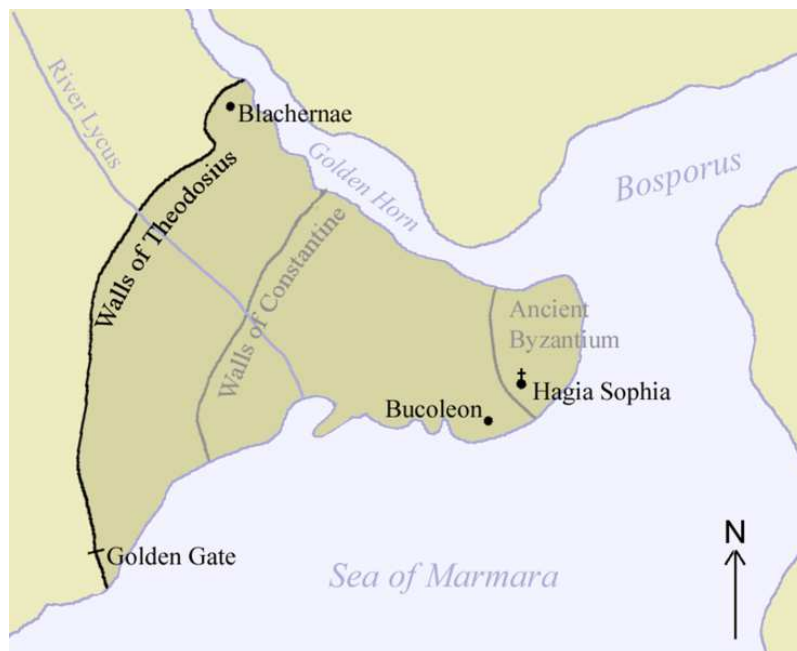 River Lycus
Blachernae
Golden Horn
Bosporus
Walls of Theodosius
Walls of Constantine
Ancient
Byzantium
Hagia Sophia
Bucoleon
Golden Gate
Sea of Marmara
N